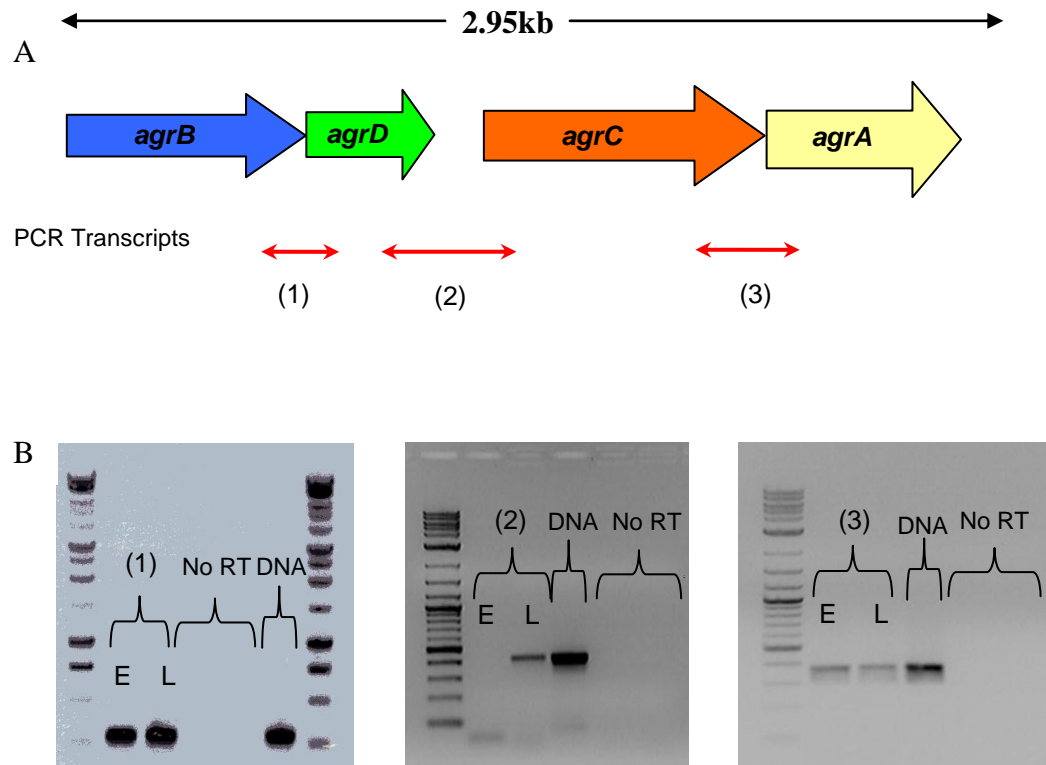 2.95kb
A
agrB agrD agrC agrA
PCR Transcripts
(1) (2) (3)
B
(1) No RT DNA
E L
(2) DNA No RT
E L
(3) DNA No RT
E L